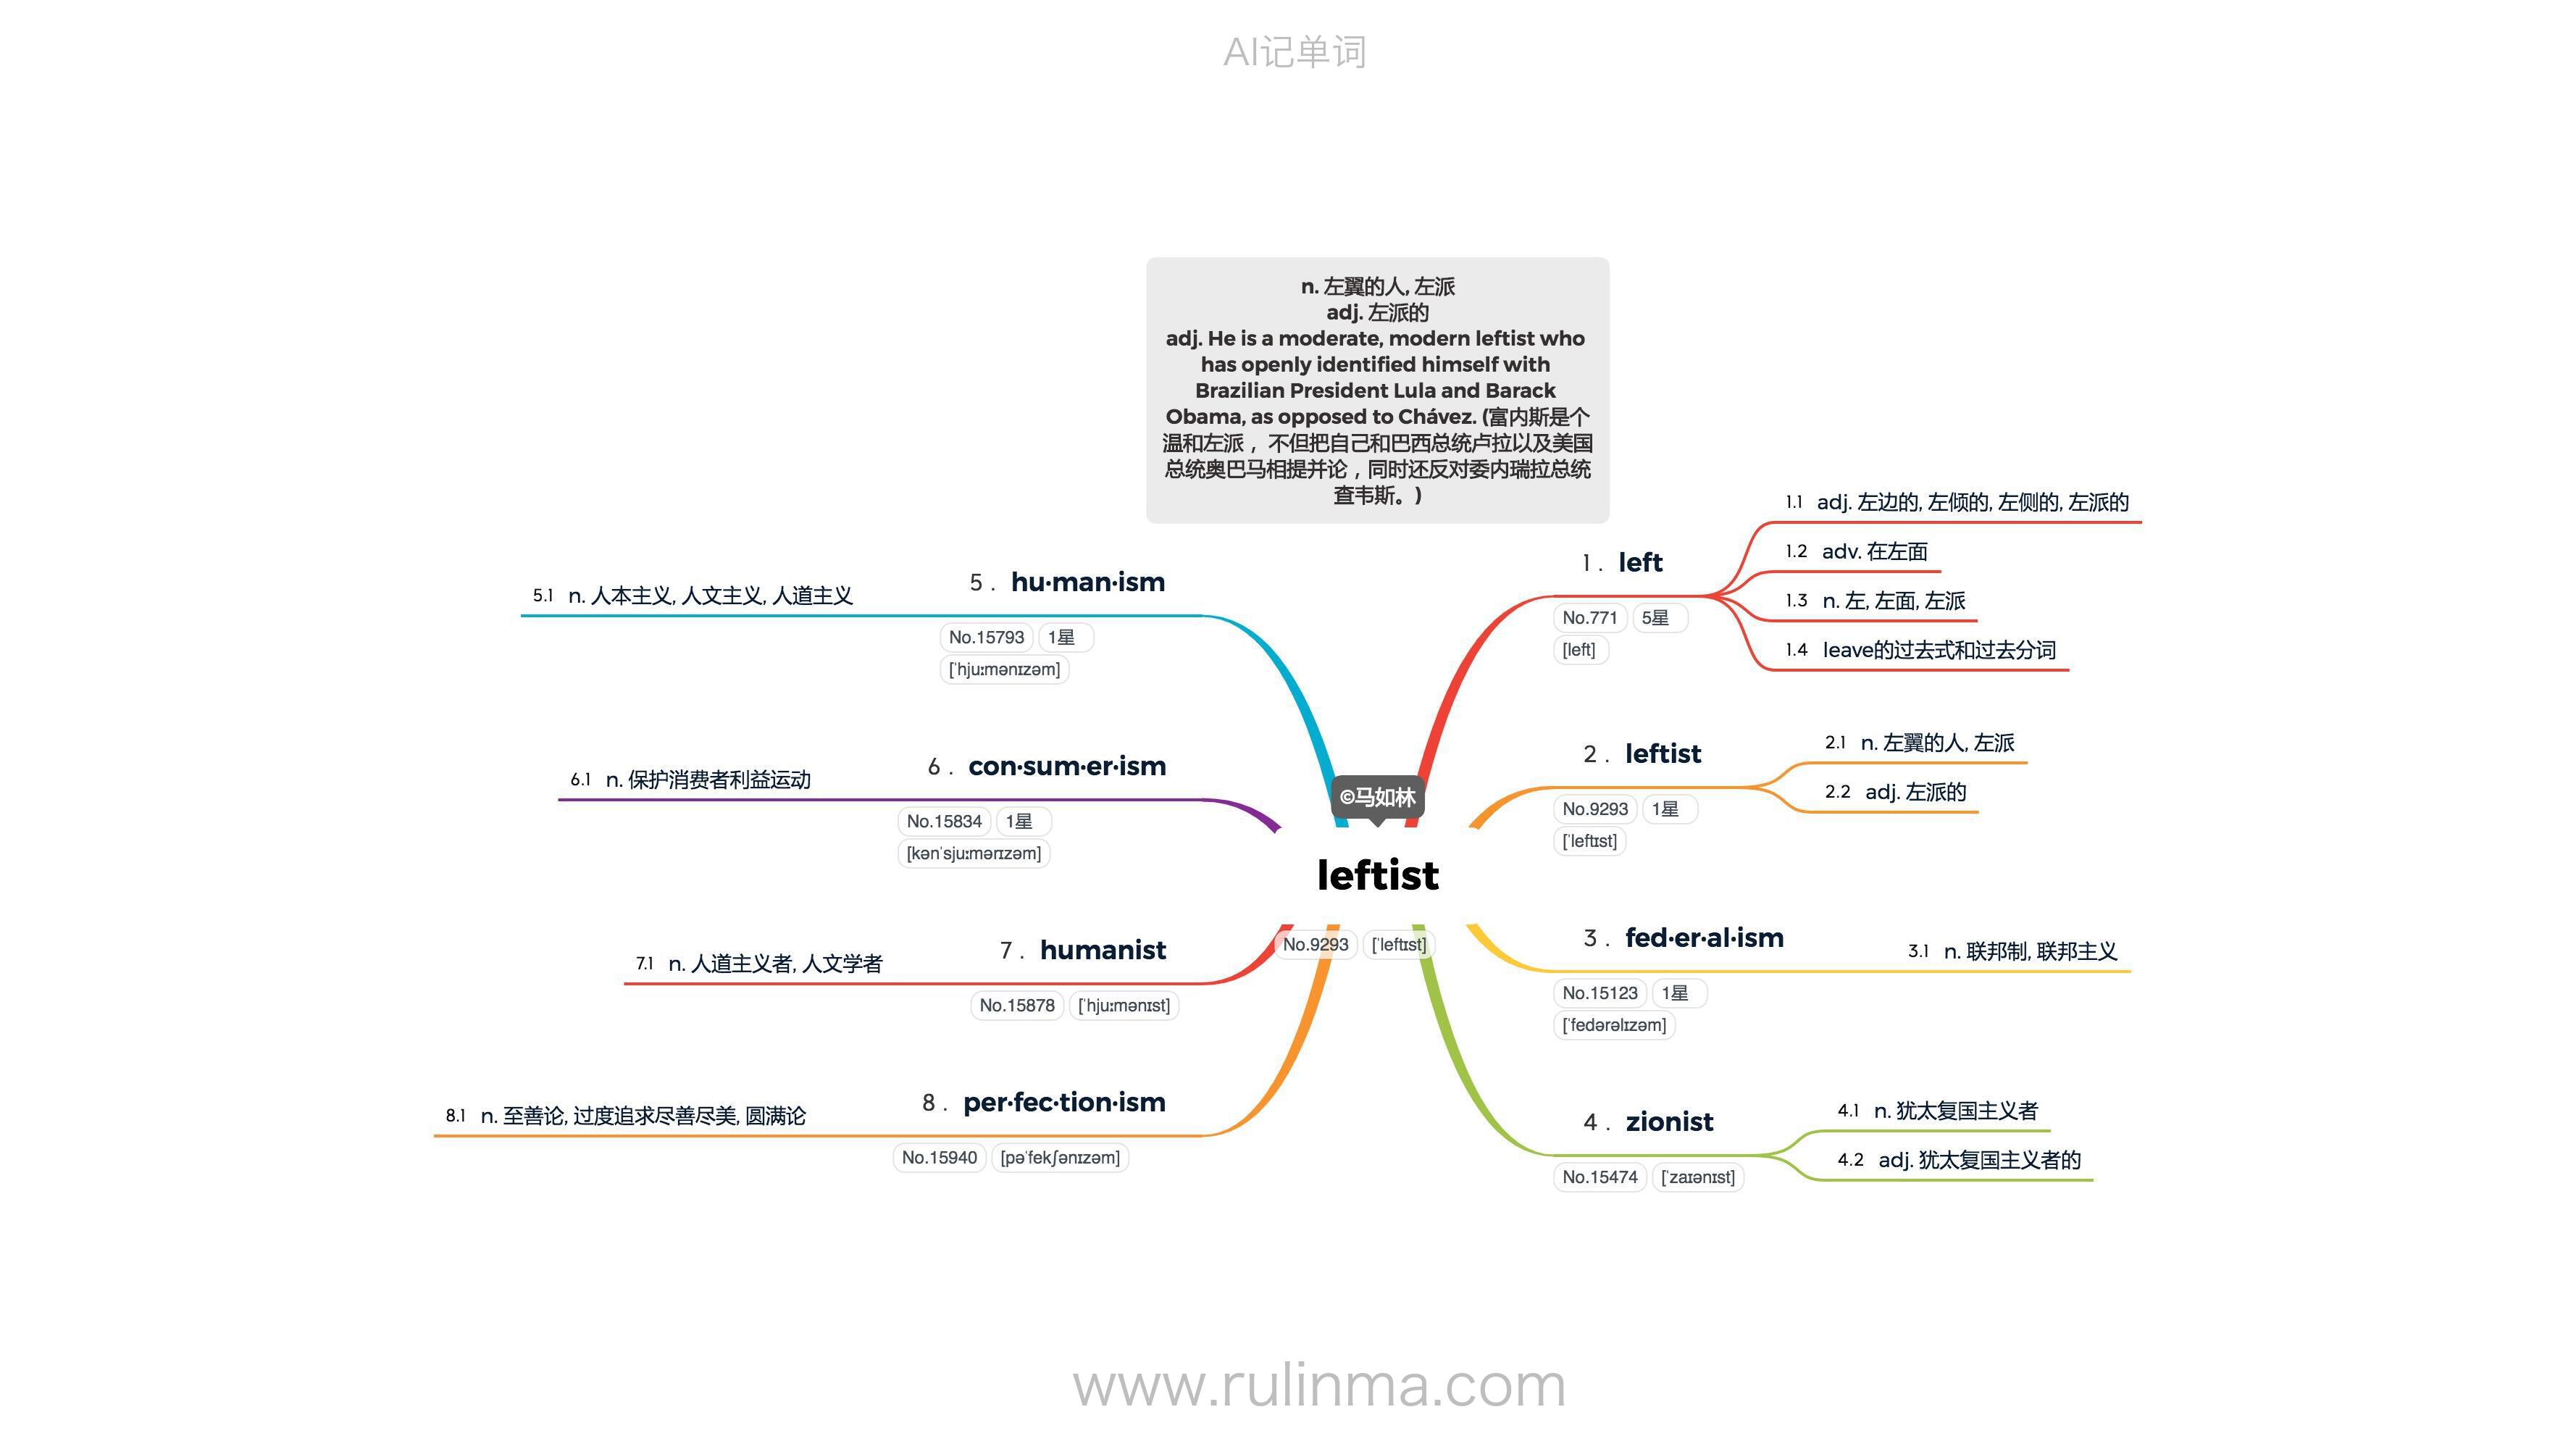 AI记单词
n. 左翼的人, 左派
adj. 左派的
adj. He is a moderate, modern leftist who
has openly identified himself with
Brazilian President Lula and Barack
Obama, as opposed to Chávez. (富内斯是个
温和左派， 不但把自己和巴西总统卢拉以及美国
总统奥巴马相提并论，同时还反对委内瑞拉总统
查韦斯。)
©马如林
leftist
No.9293 [ˈleftɪst]
1. left
No.771 5星
[left]
1.1 adj. 左边的, 左倾的, 左侧的, 左派的
1.2 adv. 在左面
1.3 n. 左, 左面, 左派
1.4 leave的过去式和过去分词
2. leftist
No.9293 1星
[ˈleftɪst]
2.1 n. 左翼的人, 左派
2.2 adj. 左派的
3. fed·er·al·ism
No.15123 1星
[ˈfedərəlɪzəm]
3.1 n. 联邦制, 联邦主义
4. zionist
No.15474 [ˈzaɪənɪst]
4.1 n. 犹太复国主义者
4.2 adj. 犹太复国主义者的
5. hu·man·ism
No.15793 1星
[ˈhjuːmənɪzəm]
5.1 n. 人本主义, 人文主义, 人道主义
6. con·sum·er·ism
No.15834 1星
[kənˈsjuːmərɪzəm]
6.1 n. 保护消费者利益运动
7. humanist
No.15878 [ˈhjuːmənɪst]
7.1 n. 人道主义者, 人文学者
8. per·fec·tion·ism
No.15940 [pəˈfekʃənɪzəm]
8.1 n. 至善论, 过度追求尽善尽美, 圆满论
www.rulinma.com